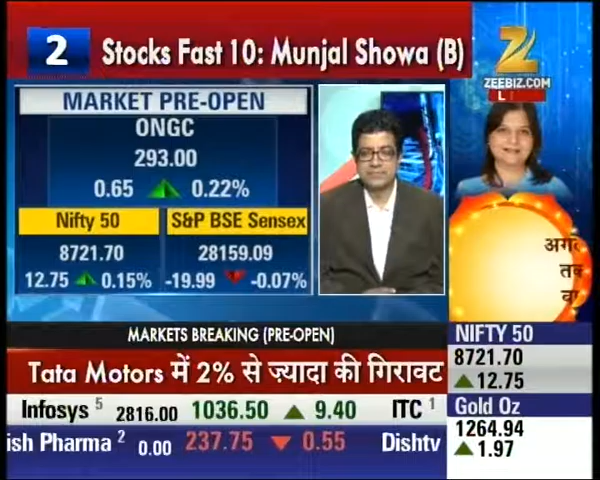 2
Stocks Fast 10: Munjal Showa (B)
Z
ZEEBIZ.COM
MARKET PRE-OPEN
ONGC
293.00
0.65 0.22%
Nifty 50
8721.70
12.75 0.15%
S&P BSE Sensex
28159.09
-19.99 -0.07%
MARKETS BREAKING (PRE-OPEN)
Tata Motors में 2% से ज़्यादा की गिरावट
NIFTY 50
8721.70
12.75
Gold Oz
1264.94
1.97
Infosys 5 2816.00 1036.50 9.40 ITC 1
ish Pharma 2 0.00 237.75 0.55 Dishtv